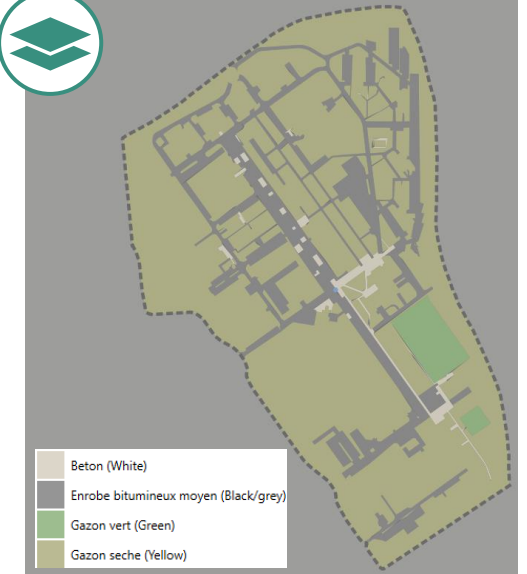 Beton (White)
Enrobe bitumineux moyen (Black/grey)
Gazon vert (Green)
Gazon seche (Yellow)